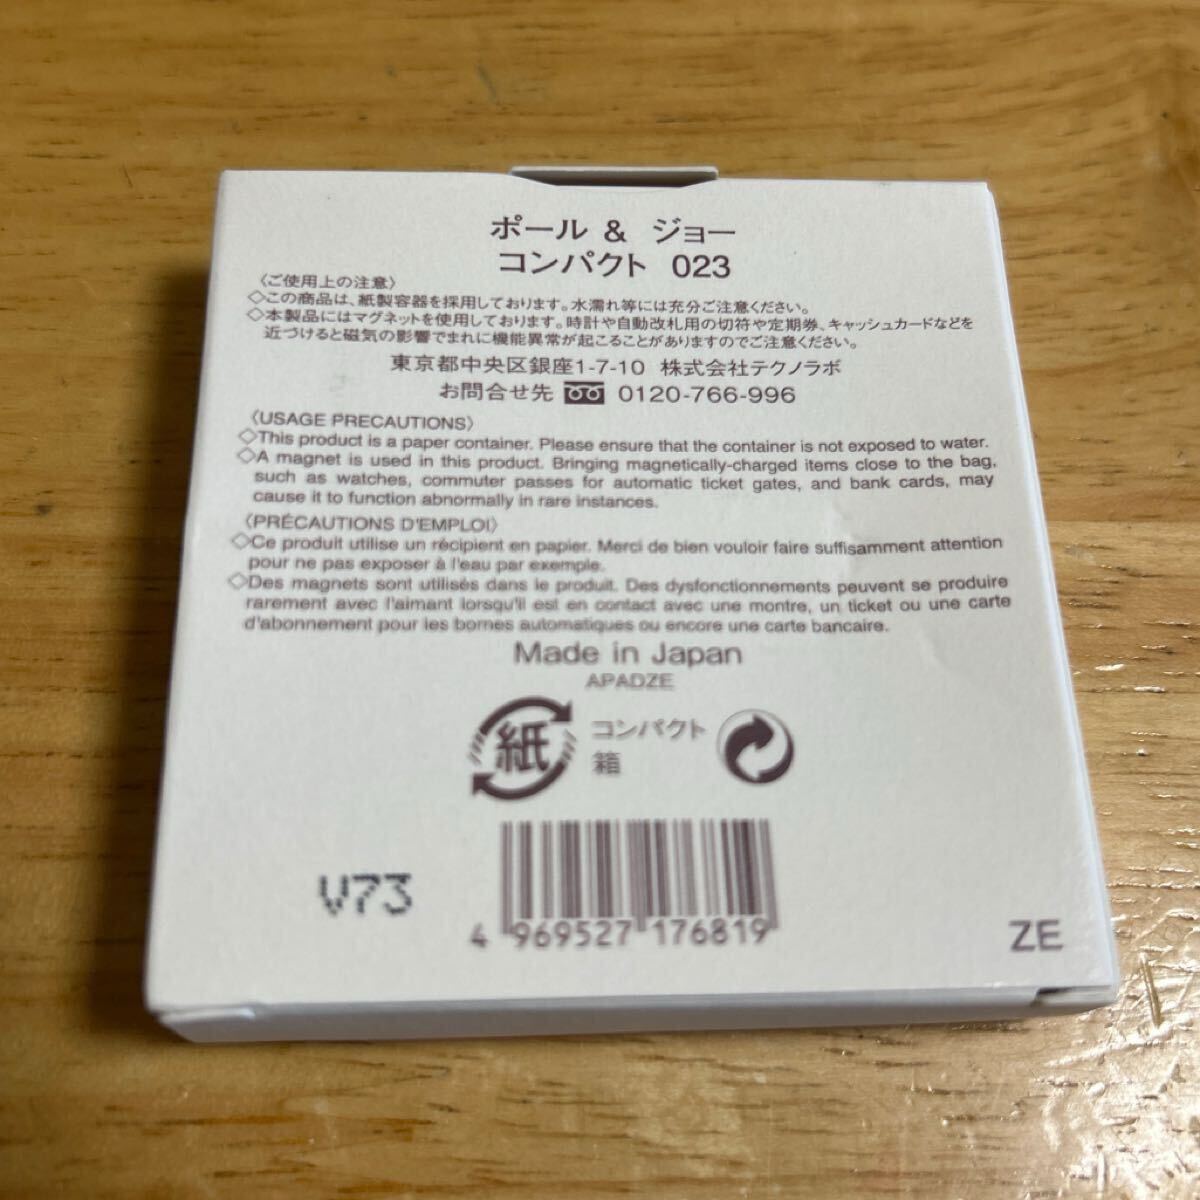 ポール & ジョー
コンパクト 023
〈ご使用上の注意〉
◇この商品は、紙製容器を採用しております。水濡れ等には充分ご注意ください。
◇本製品にはマグネットを使用しております。時計や自動改札用の切符や定期券、キャッシュカードなどを
近づけると磁気の影響でまれに機能異常が起こることがありますのでご注意ください。
東京都中央区銀座1-7-10 株式会社テクノラボ
お問合せ先 0120-766-996
〈USAGE PRECAUTIONS〉
◇This product is a paper container. Please ensure that the container is not exposed to water.
◇A magnet is used in this product. Bringing magnetically-charged items close to the bag,
such as watches, commuter passes for automatic ticket gates, and bank cards, may
cause it to function abnormally in rare instances.
〈PRÉCAUTIONS D'EMPLOI〉
◇Ce produit utilise un récipient en papier. Merci de bien vouloir faire suffisamment attention
pour ne pas exposer à l'eau par exemple.
◇Des magnets sont utilisés dans le produit. Des dysfonctionnements peuvent se produire
rarement avec l'aimant lorsqu'il est en contact avec une montre, un ticket ou une carte
d'abonnement pour les bornes automatiques ou encore une carte bancaire.
Made in Japan
APADZE
紙
コンパクト
箱
V73
4 969527 176819
ZE